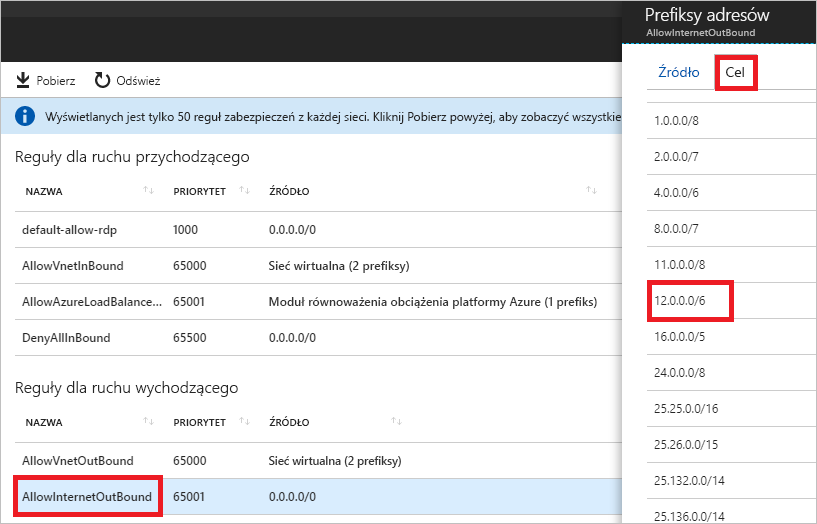 Prefiksy adresów
AllowInternetOutBound
Pobierz Odśwież
Wyświetlanych jest tylko 50 reguł zabezpieczeń z każdej sieci. Kliknij Pobierz powyżej, aby zobaczyć wszystkie
Reguły dla ruchu przychodzącego
NAZWA PRIORYTET ŹRÓDŁO
default-allow-rdp 1000 0.0.0.0/0
AllowVnetInBound 65000 Sieć wirtualna (2 prefiksy)
AllowAzureLoadBalance... 65001 Moduł równoważenia obciążenia platformy Azure (1 prefiks)
DenyAllInBound 65500 0.0.0.0/0
Reguły dla ruchu wychodzącego
NAZWA PRIORYTET ŹRÓDŁO
AllowVnetOutBound 65000 Sieć wirtualna (2 prefiksy)
AllowInternetOutBound 65001 0.0.0.0/0
Źródło Cel
1.0.0.0/8
2.0.0.0/7
4.0.0.0/6
8.0.0.0/7
11.0.0.0/8
12.0.0.0/6
16.0.0.0/5
24.0.0.0/8
25.25.0.0/16
25.26.0.0/15
25.132.0.0/14
25.136.0.0/14